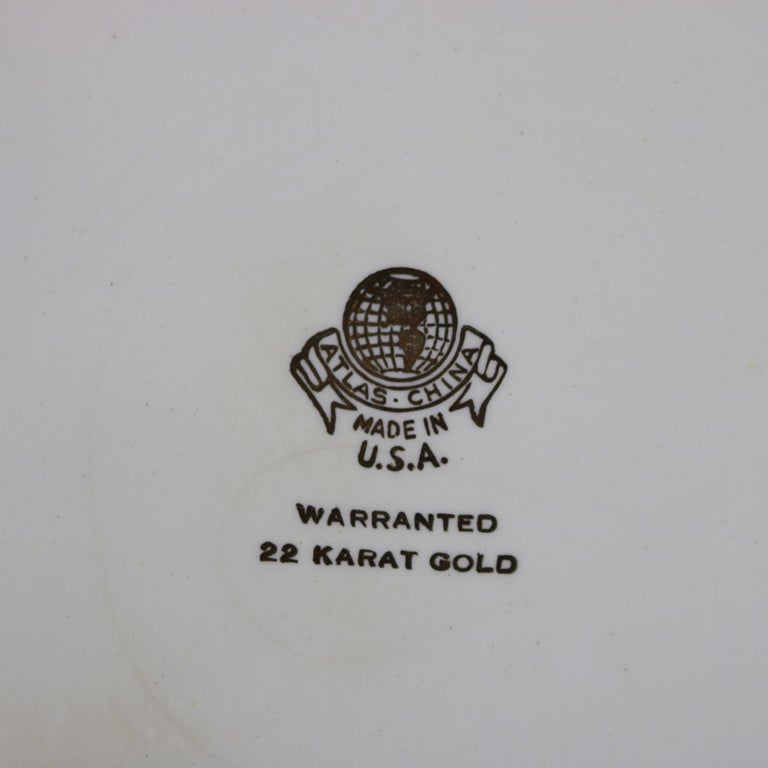 ATLAS · CHINA
MADE IN
U.S.A.
WARRANTED
22 KARAT GOLD